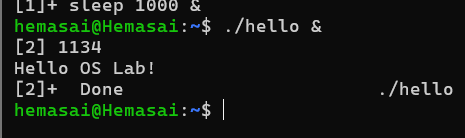 [1]+ sleep 1000 &
hemasai@Hemasai:~$ ./hello &
[2] 1134
Hello OS Lab!
[2]+  Done                    ./hello
hemasai@Hemasai:~$